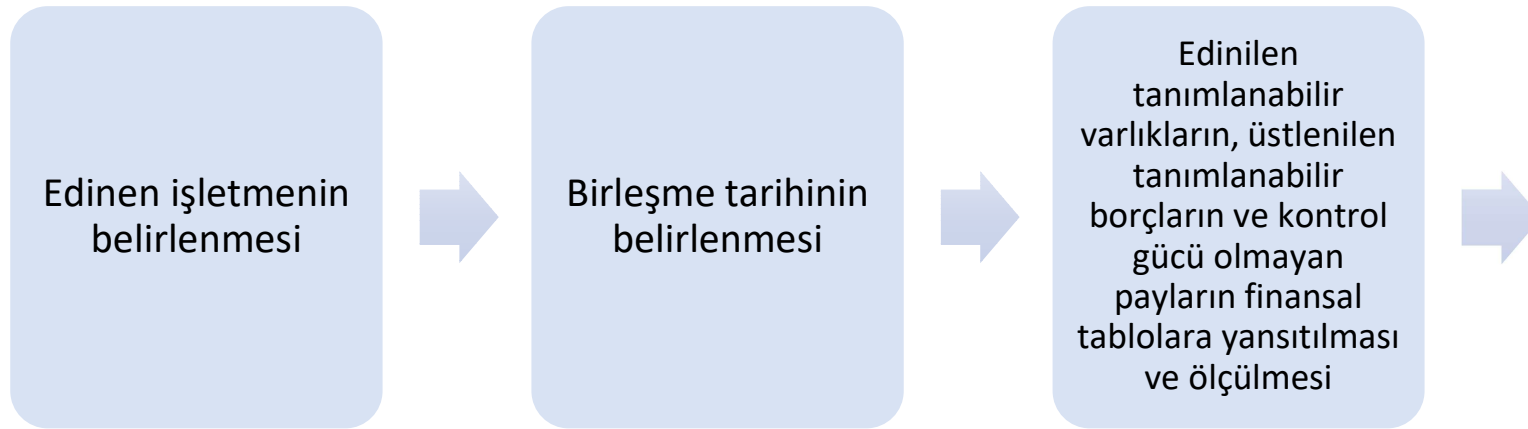 Edinen işletmenin
belirlenmesi
Birleşme tarihinin
belirlenmesi
Edinilen
tanımlanabilir
varlıkların, üstlenilen
tanımlanabilir
borçların ve kontrol
gücü olmayan
payların finansal
tablolara yansıtılması
ve ölçülmesi